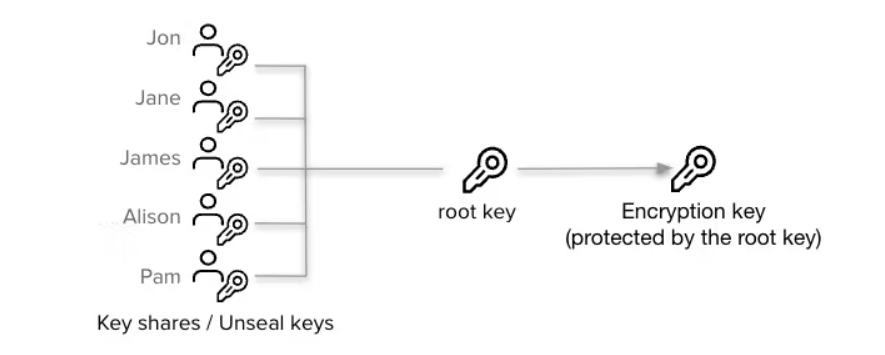 Jon
Jane
James
Alison
Pam
Key shares / Unseal keys
root key
Encryption key
(protected by the root key)